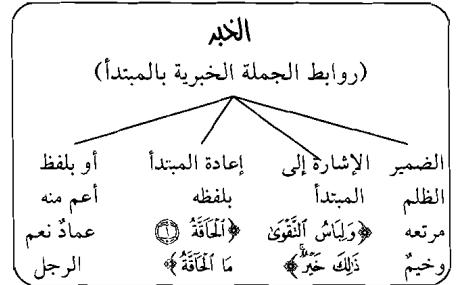 الخبر
(روابط الجملة الخبرية بالمبتدأ)
الضمير الإشارة إلى إعادة المبتدأ أو بلفظ
الظلم المبتدأ بلفظه أعم منه
مرتعه ﴿وَلِبَاسُ التَّقْوَىٰ ﴿الْحَاقَّةُ ۝١ عمادٌ نعم
وخيمٌ ذَٰلِكَ خَيْرٌ﴾ مَا الْحَاقَّةُ﴾ الرجل